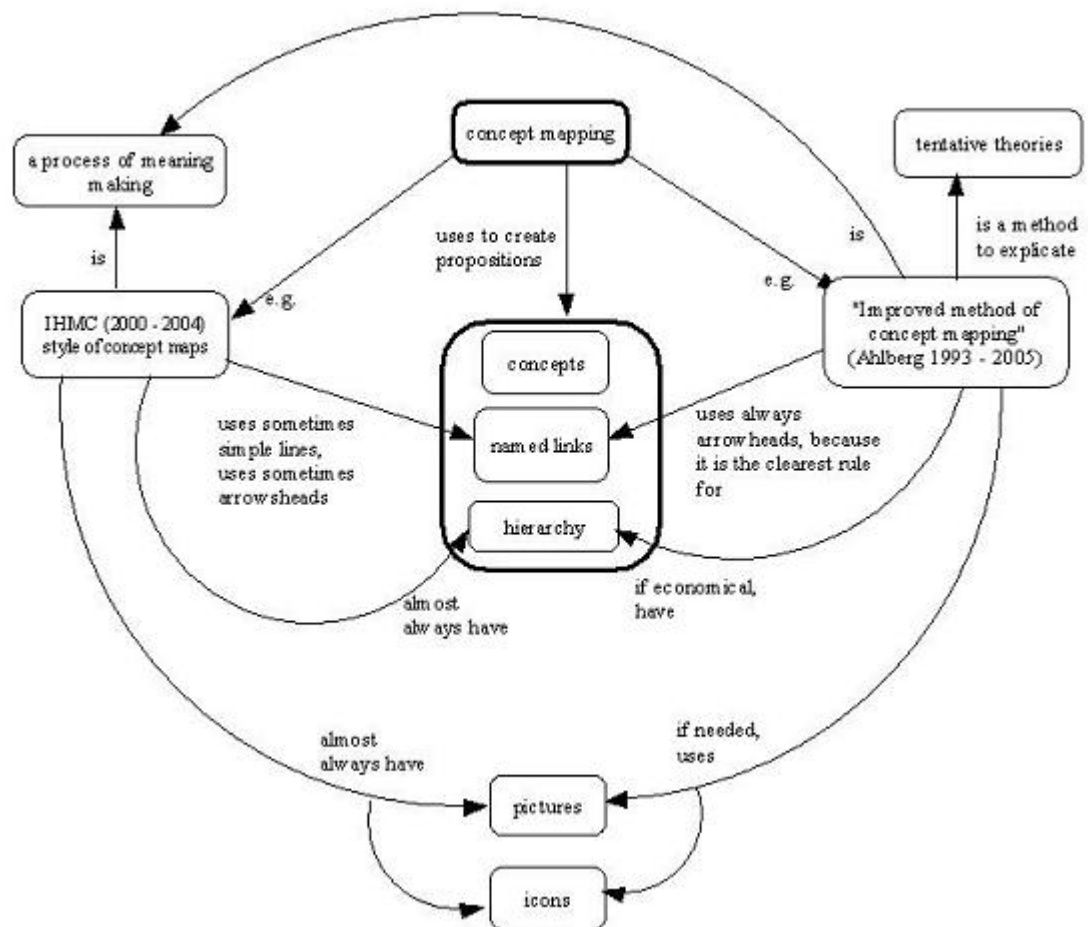 concept mapping
tentative theories
a process of meaning
making
is
uses to create
propositions
is
is a method
to explicate
e.g.
e.g.
IHMC (2000 - 2004)
style of concept maps
"Improved method of
concept mapping"
(Ahlberg 1993 - 2005)
concepts
named links
hierarchy
uses sometimes
simple lines,
uses sometimes
arrowsheads
uses always
arrowheads, because
it is the clearest rule
for
almost
always have
if economical,
have
almost
always have
if needed,
uses
pictures
icons